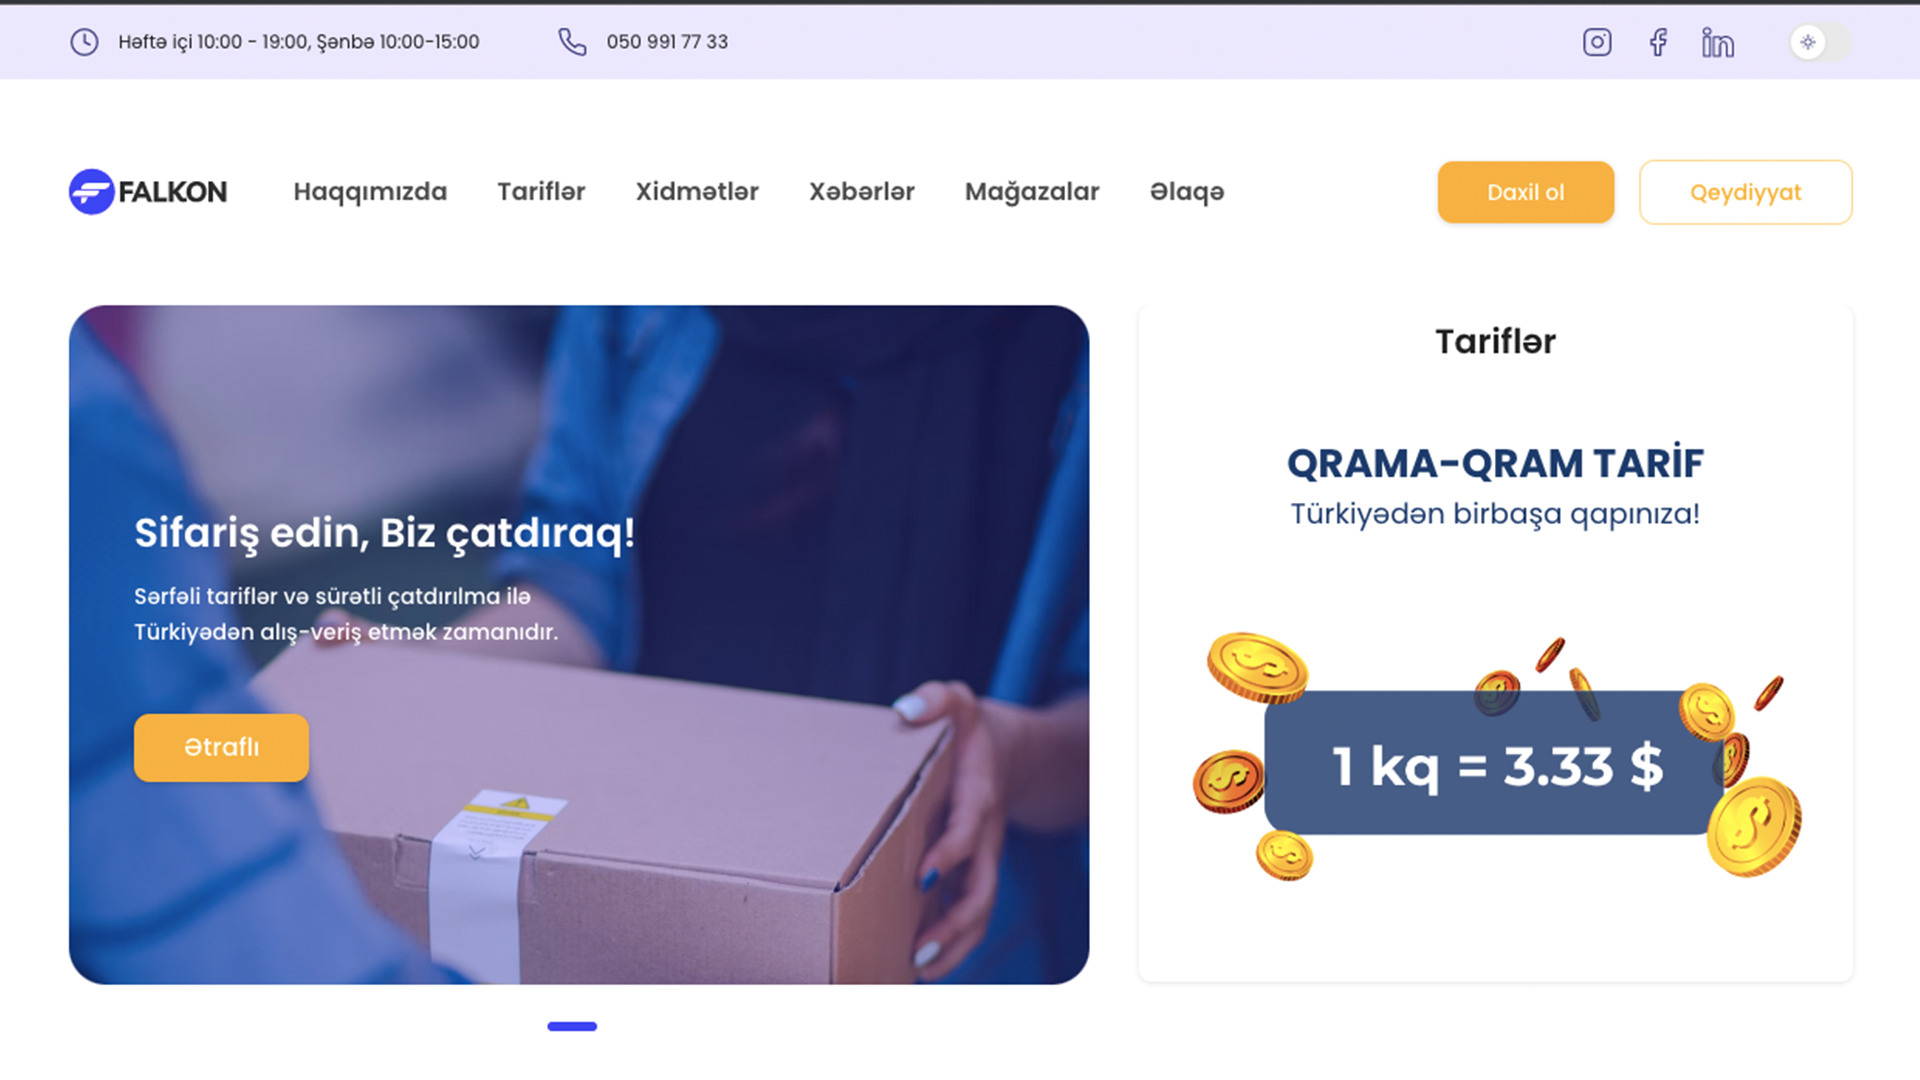 Həftə içi 10:00 - 19:00, Şənbə 10:00-15:00
050 991 77 33
FALKON
Haqqımızda
Tariflər
Xidmətlər
Xəbərlər
Mağazalar
Əlaqə
Daxil ol
Qeydiyyat
Sifariş edin, Biz çatdıraq!
Sərfəli tariflər və sürətli çatdırılma ilə
Türkiyədən alış-veriş etmək zamanıdır.
Ətraflı
Tariflər
QRAMA-QRAM TARİF
Türkiyədən birbaşa qapınıza!
1 kq = 3.33 $